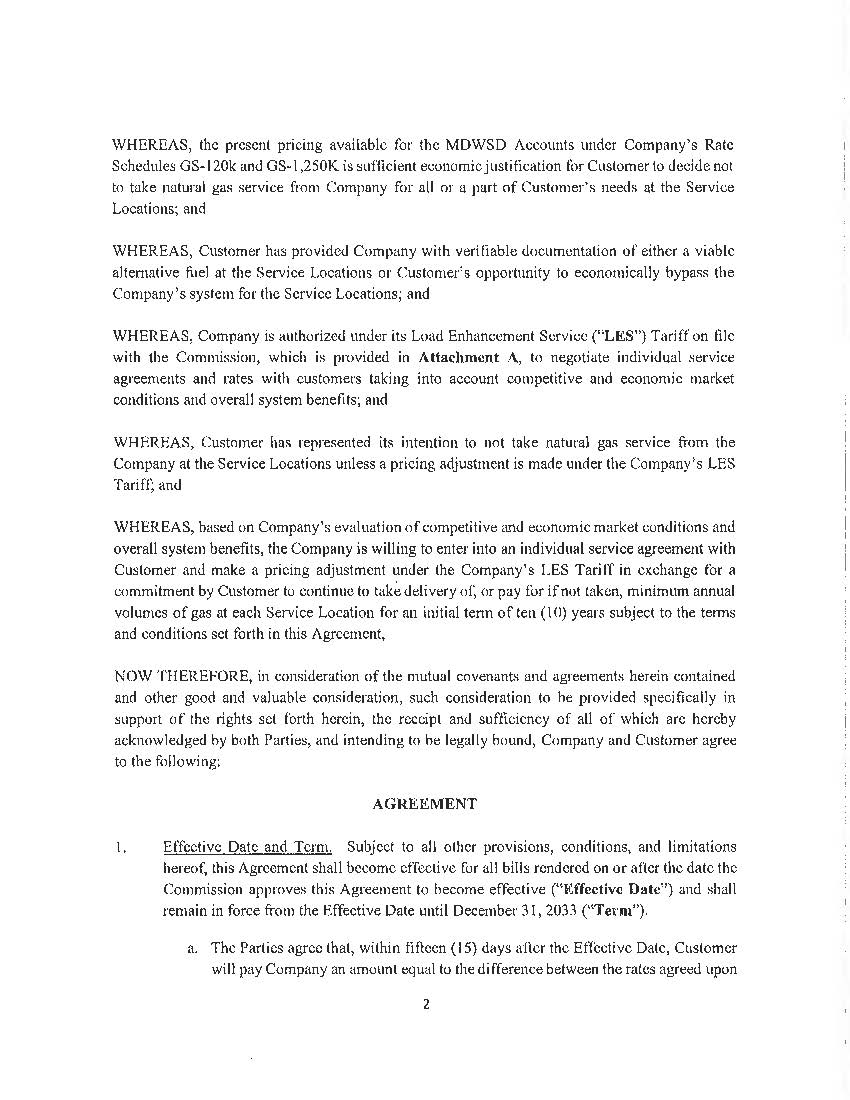 WHEREAS, the present pricing available for the MDWSD Accounts under Company's Rate
Schedules GS-120k and GS-1,250K is sufficient economic justification for Customer to decide not
to take natural gas service from Company for all or a part of Customer's needs at the Service
Locations; and
WHEREAS, Customer has provided Company with verifiable documentation of either a viable
alternative fuel at the Service Locations or Customer's opportunity to economically bypass the
Company's system for the Service Locations; and
WHEREAS, Company is authorized under its Load Enhancement Service ("LES") Tariff on file
with the Commission, which is provided in Attachment A, to negotiate individual service
agreements and rates with customers taking into account competitive and economic market
conditions and overall system benefits; and
WHEREAS, Customer has represented its intention to not take natural gas service from the
Company at the Service Locations unless a pricing adjustment is made under the Company's LES
Tariff; and
WHEREAS, based on Company's evaluation of competitive and economic market conditions and
overall system benefits, the Company is willing to enter into an individual service agreement with
Customer and make a pricing adjustment under the Company's LES Tariff in exchange for a
commitment by Customer to continue to take delivery of, or pay for if not taken, minimum annual
volumes of gas at each Service Location for an initial term of ten (10) years subject to the terms
and conditions set forth in this Agreement,
NOW THEREFORE, in consideration of the mutual covenants and agreements herein contained
and other good and valuable consideration, such consideration to be provided specifically in
support of the rights set forth herein, the receipt and sufficiency of all of which are hereby
acknowledged by both Parties, and intending to be legally bound, Company and Customer agree
to the following:
AGREEMENT
1. Effective Date and Term. Subject to all other provisions, conditions, and limitations
hereof, this Agreement shall become effective for all bills rendered on or after the date the
Commission approves this Agreement to become effective ("Effective Date") and shall
remain in force from the Effective Date until December 31, 2033 ("Term").
a. The Parties agree that, within fifteen (15) days after the Effective Date, Customer
will pay Company an amount equal to the difference between the rates agreed upon
2